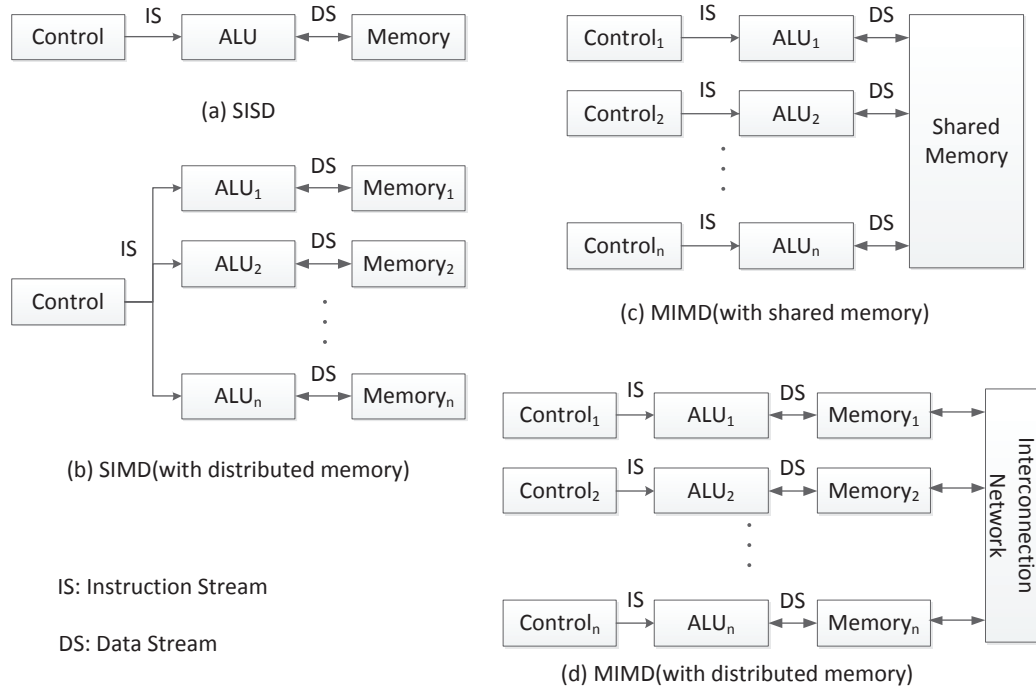 IS
DS
Control
ALU
Memory
(a) SISD
DS
ALU₁
Memory₁
IS
DS
ALU₂
Memory₂
Control
DS
ALUₙ
Memoryₙ
(b) SIMD(with distributed memory)
IS: Instruction Stream
DS: Data Stream
IS
DS
Control₁
ALU₁
IS
DS
Control₂
ALU₂
Shared
Memory
IS
DS
Controlₙ
ALUₙ
(c) MIMD(with shared memory)
IS
DS
Control₁
ALU₁
Memory₁
IS
DS
Control₂
ALU₂
Memory₂
Interconnection
Network
IS
DS
Controlₙ
ALUₙ
Memoryₙ
(d) MIMD(with distributed memory)